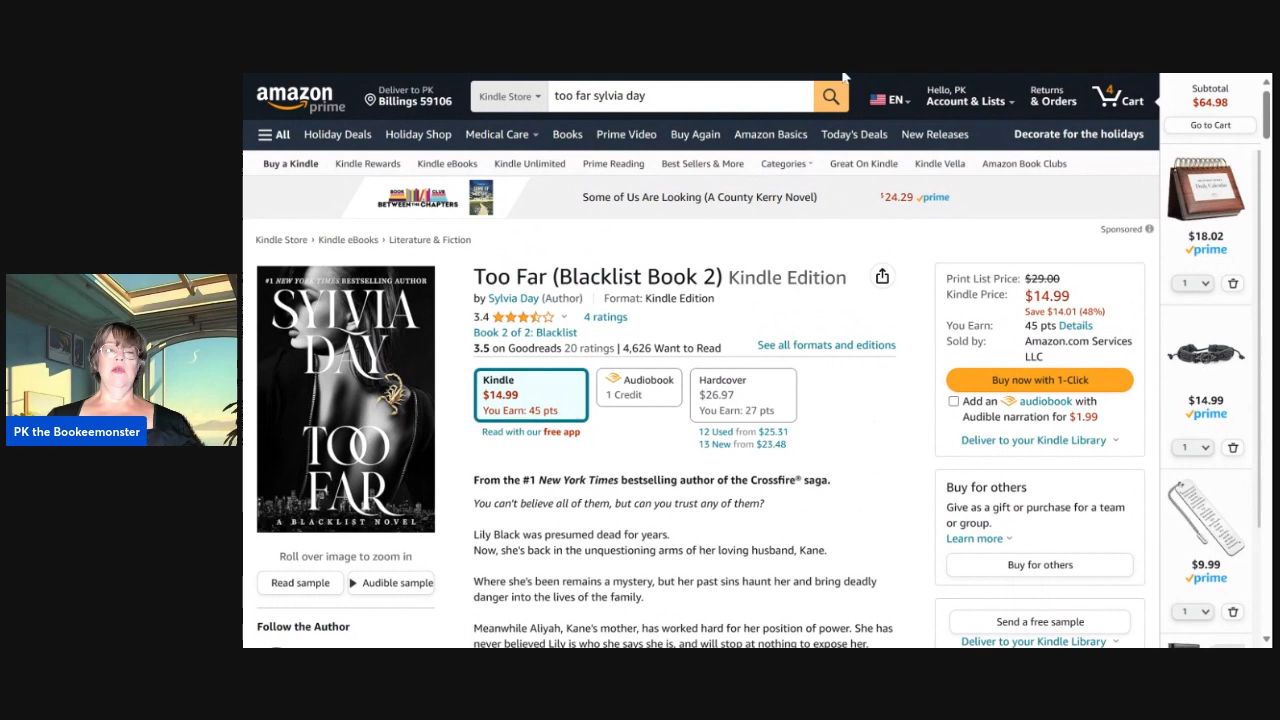 amazon
prime
Deliver to PK
Billings 59106
Kindle Store
too far sylvia day
EN
Hello, PK
Account & Lists
Returns
& Orders
4
Cart
All
Holiday Deals
Holiday Shop
Medical Care
Books
Prime Video
Buy Again
Amazon Basics
Today's Deals
New Releases
Decorate for the holidays
Buy a Kindle
Kindle Rewards
Kindle eBooks
Kindle Unlimited
Prime Reading
Best Sellers & More
Categories
Great On Kindle
Kindle Vella
Amazon Book Clubs
BOOK CLUB
BETWEEN THE CHAPTERS
Some of Us Are Looking (A County Kerry Novel)
$24.29 prime
Sponsored
Kindle Store › Kindle eBooks › Literature & Fiction
#1 NEW YORK TIMES BESTSELLING AUTHOR
SYLVIA
DAY
TOO
FAR
A BLACKLIST NOVEL
Roll over image to zoom in
Read sample
Audible sample
Follow the Author
Too Far (Blacklist Book 2) Kindle Edition
by Sylvia Day (Author) | Format: Kindle Edition
3.4
4 ratings
Book 2 of 2: Blacklist
3.5 on Goodreads 20 ratings | 4,626 Want to Read
See all formats and editions
Kindle
$14.99
You Earn: 45 pts
Read with our free app
Audiobook
1 Credit
Hardcover
$26.97
You Earn: 27 pts
12 Used from $25.31
13 New from $23.48
From the #1 New York Times bestselling author of the Crossfire® saga.
You can't believe all of them, but can you trust any of them?
Lily Black was presumed dead for years.
Now, she's back in the unquestioning arms of her loving husband, Kane.
Where she's been remains a mystery, but her past sins haunt her and bring deadly
danger into the lives of the family.
Meanwhile Aliyah, Kane's mother, has worked hard for her position of power. She has
never believed Lily is who she says she is, and will stop at nothing to expose her.
Print List Price: $29.00
Kindle Price: $14.99
Save $14.01 (48%)
You Earn: 45 pts Details
Sold by: Amazon.com Services
LLC
Buy now with 1-Click
Add an audiobook with
Audible narration for $1.99
Deliver to your Kindle Library
Buy for others
Give as a gift or purchase for a team
or group.
Learn more
Buy for others
Send a free sample
Deliver to your Kindle Library
Subtotal
$64.98
Go to Cart
$18.02
prime
1
$14.99
prime
1
$9.99
prime
1
PK the Bookeemonster